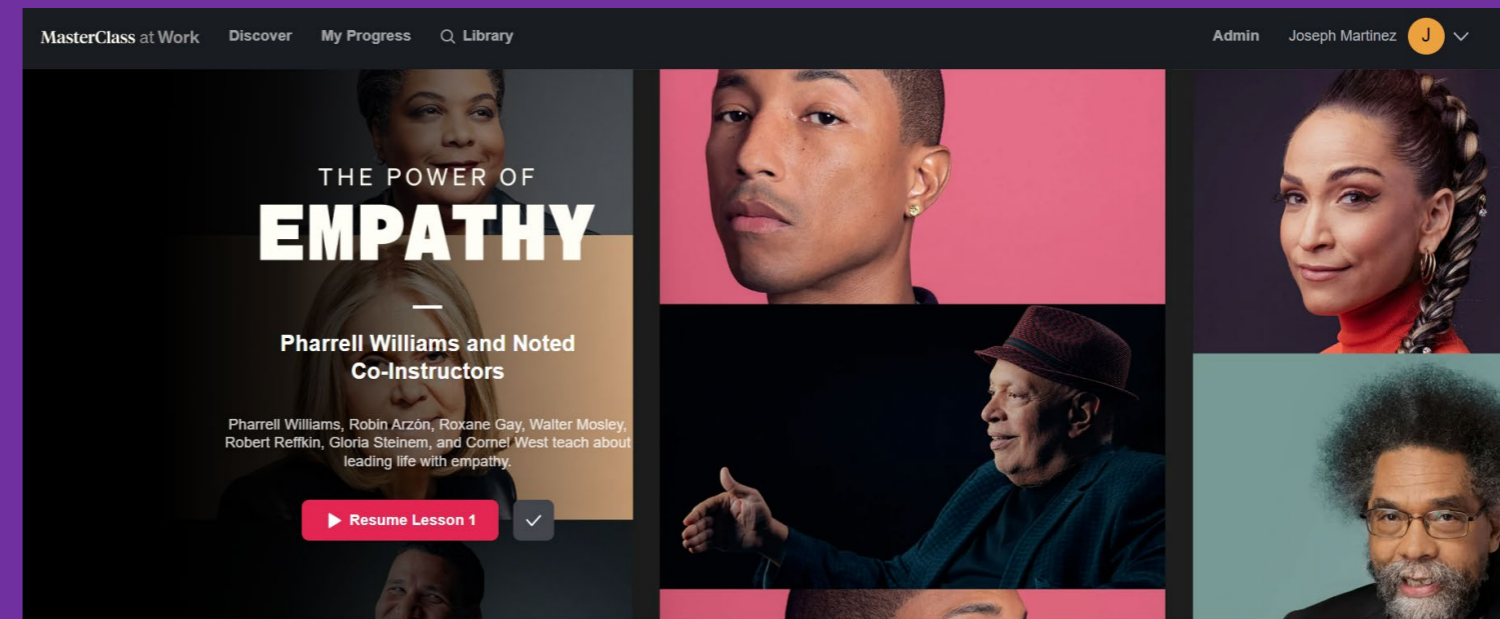 MasterClass at Work Discover My Progress Library Admin Joseph Martinez J
THE POWER OF
EMPATHY
Pharrell Williams and Noted
Co-Instructors
Pharrell Williams, Robin Arzón, Roxane Gay, Walter Mosley,
Robert Reffkin, Gloria Steinem, and Cornel West teach about
leading life with empathy.
Resume Lesson 1